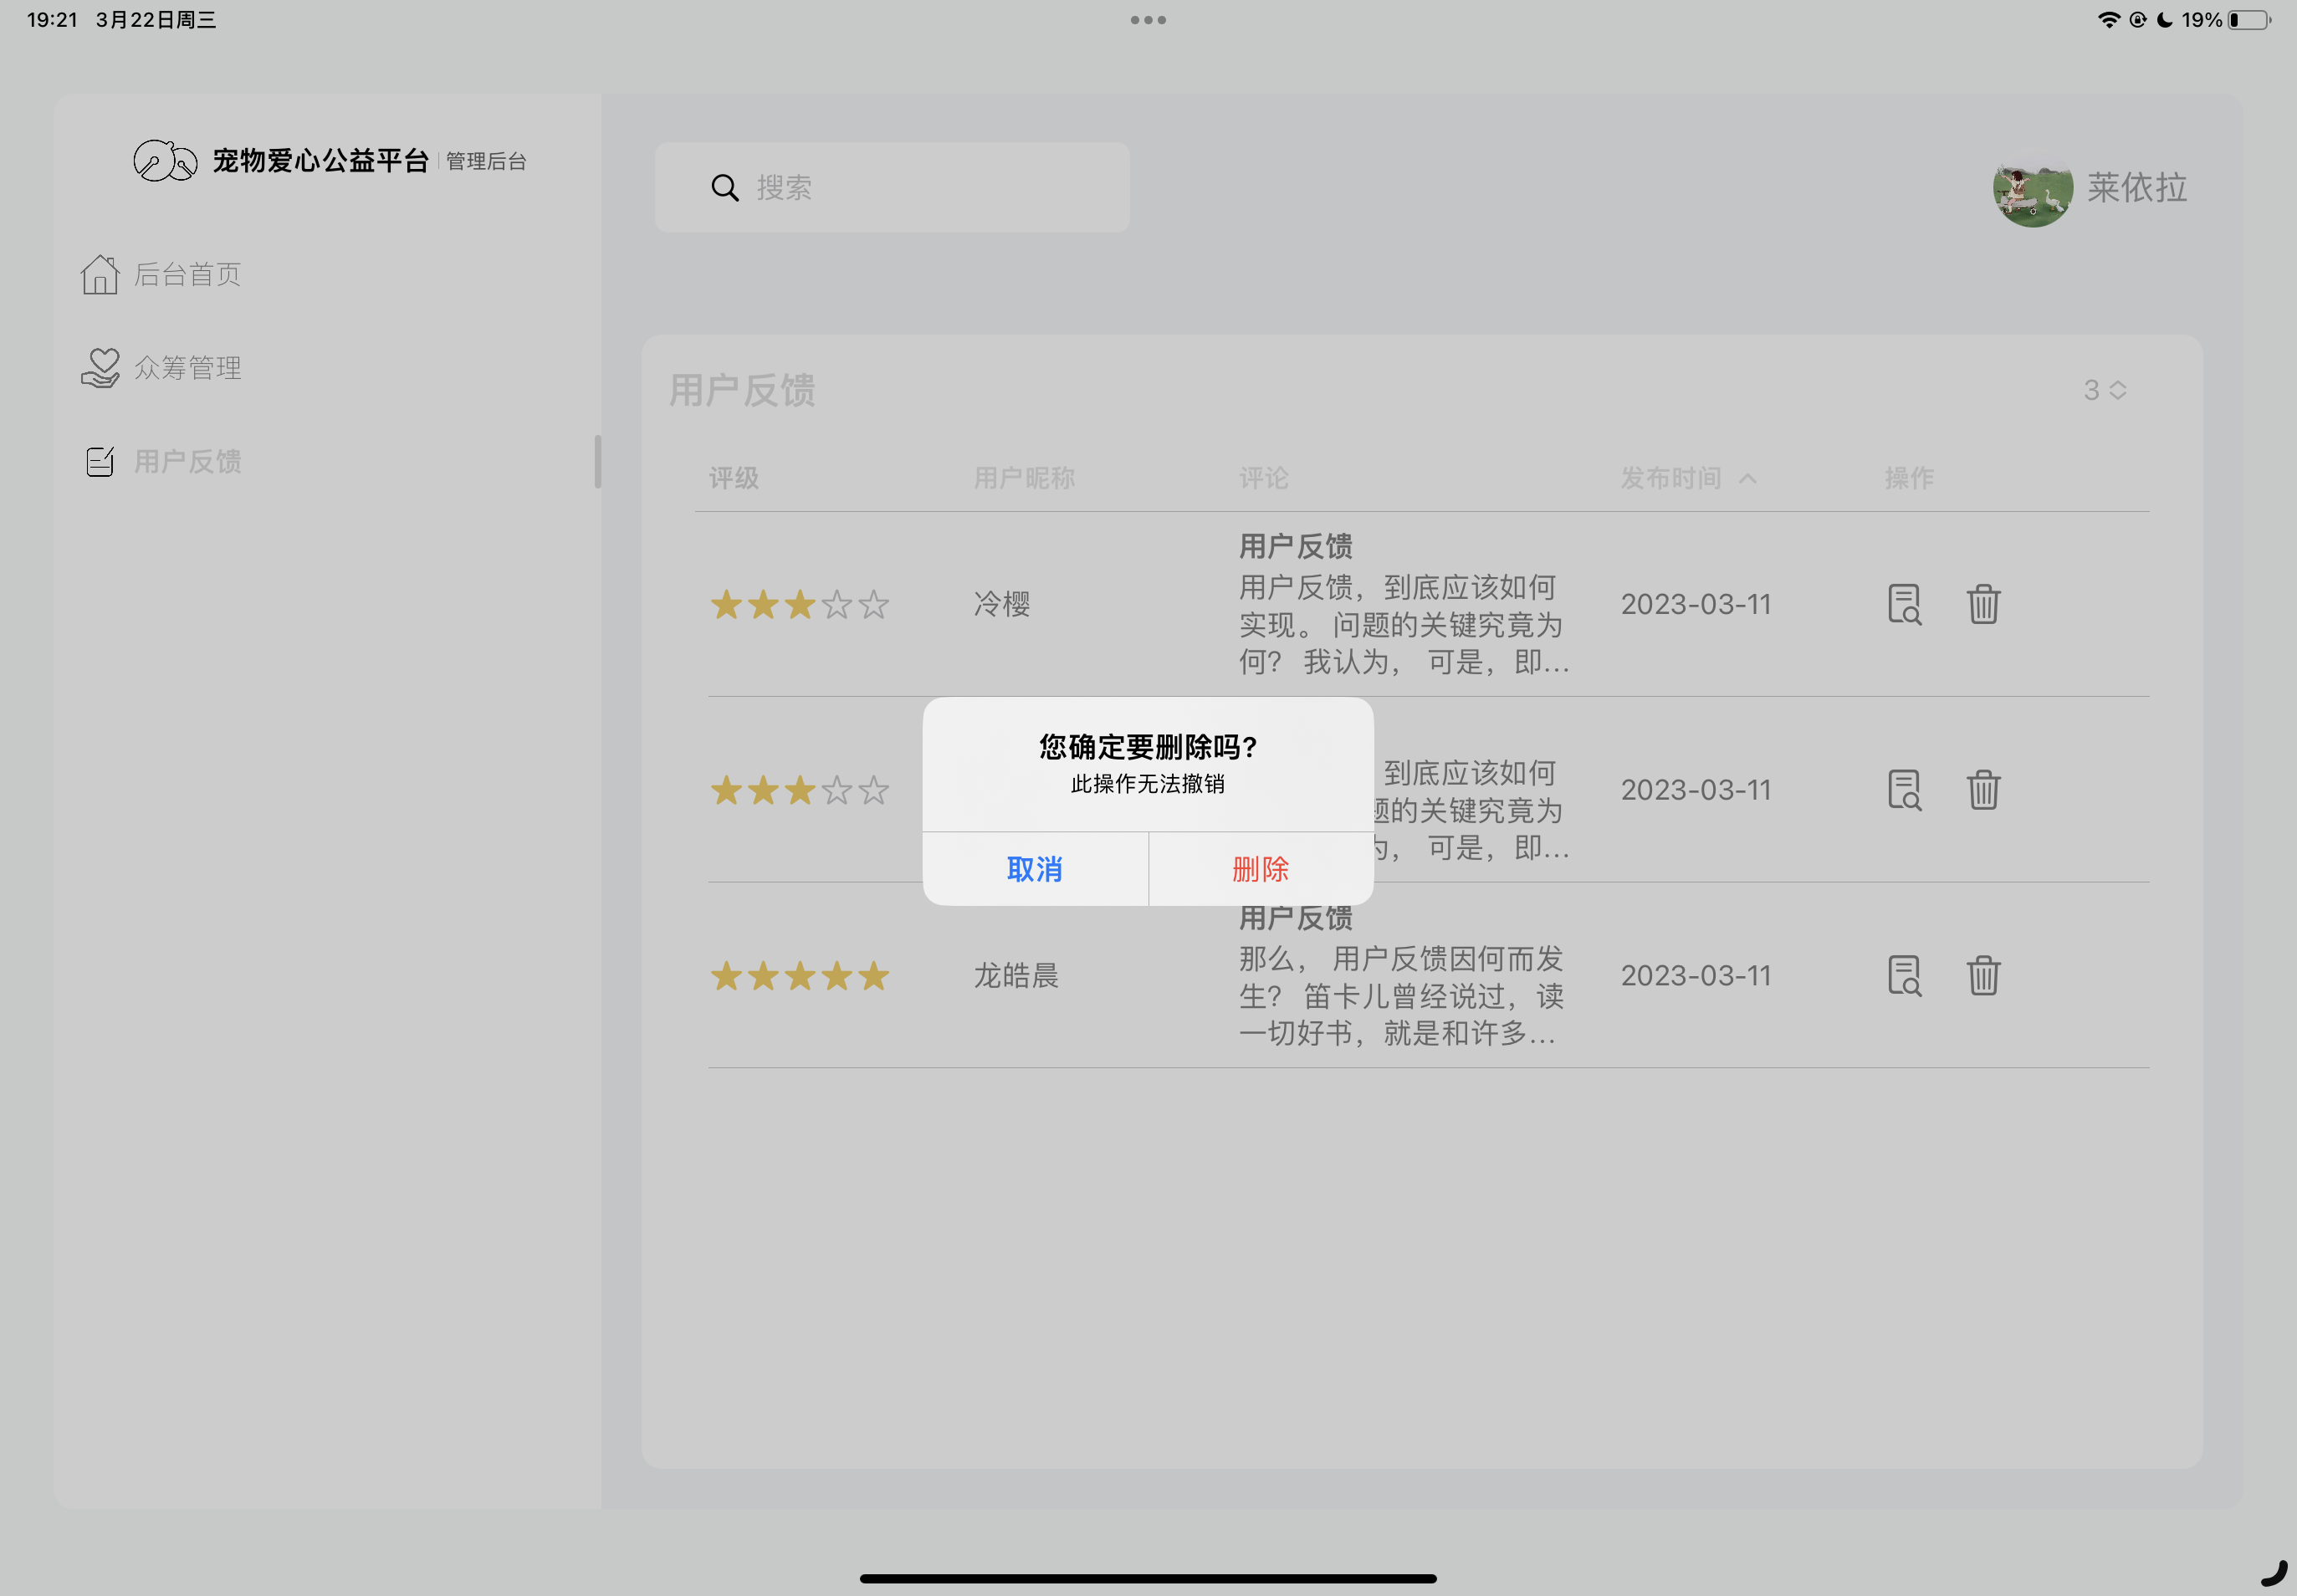 19:21 3月22日周三
19%
宠物爱心公益平台 管理后台
搜索
莱依拉
后台首页
众筹管理
用户反馈
用户反馈
3
评级 用户昵称 评论 发布时间 操作
用户反馈
用户反馈，到底应该如何
实现。 问题的关键究竟为
何？ 我认为， 可是，即...
冷樱
2023-03-11
您确定要删除吗?
此操作无法撤销
取消 删除
到底应该如何
题的关键究竟为
， 可是，即...
2023-03-11
用户反馈
那么， 用户反馈因何而发
生？ 笛卡儿曾经说过，读
一切好书，就是和许多...
龙皓晨
2023-03-11